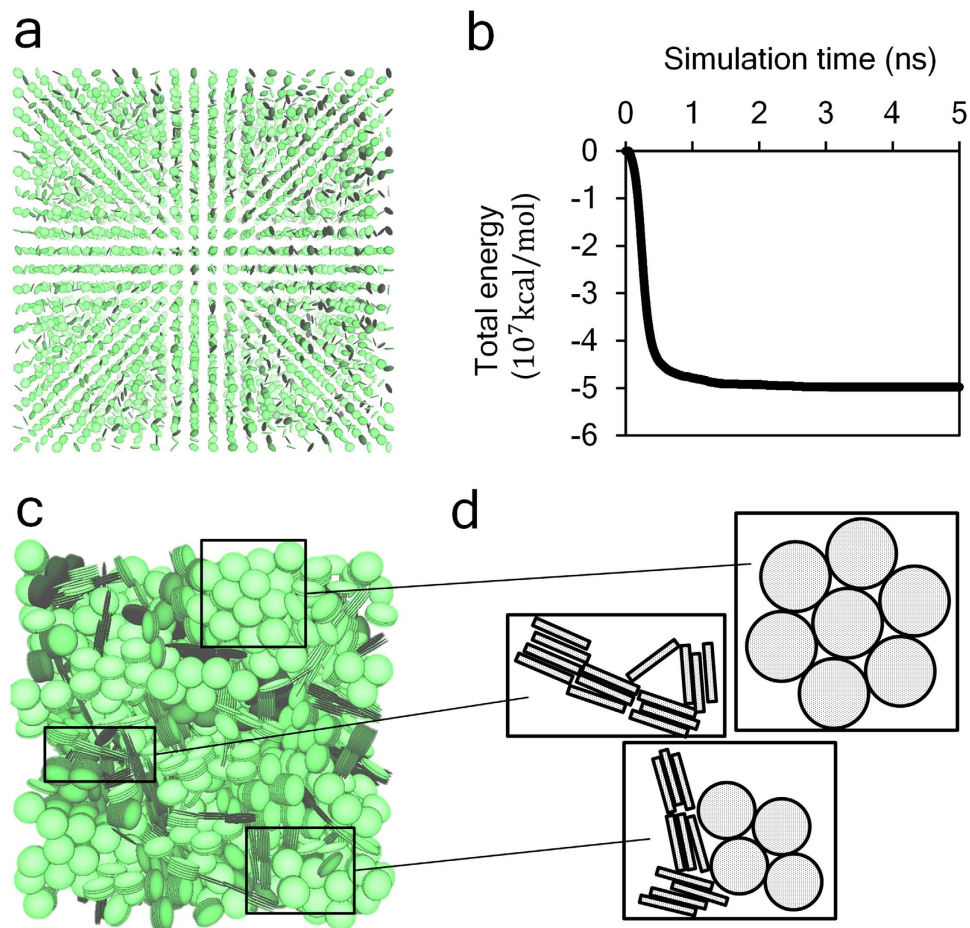 a
b
Simulation time (ns)
0 1 2 3 4 5
0
-1
-2
-3
-4
-5
-6
Total energy
(10⁷kcal/mol)
c
d